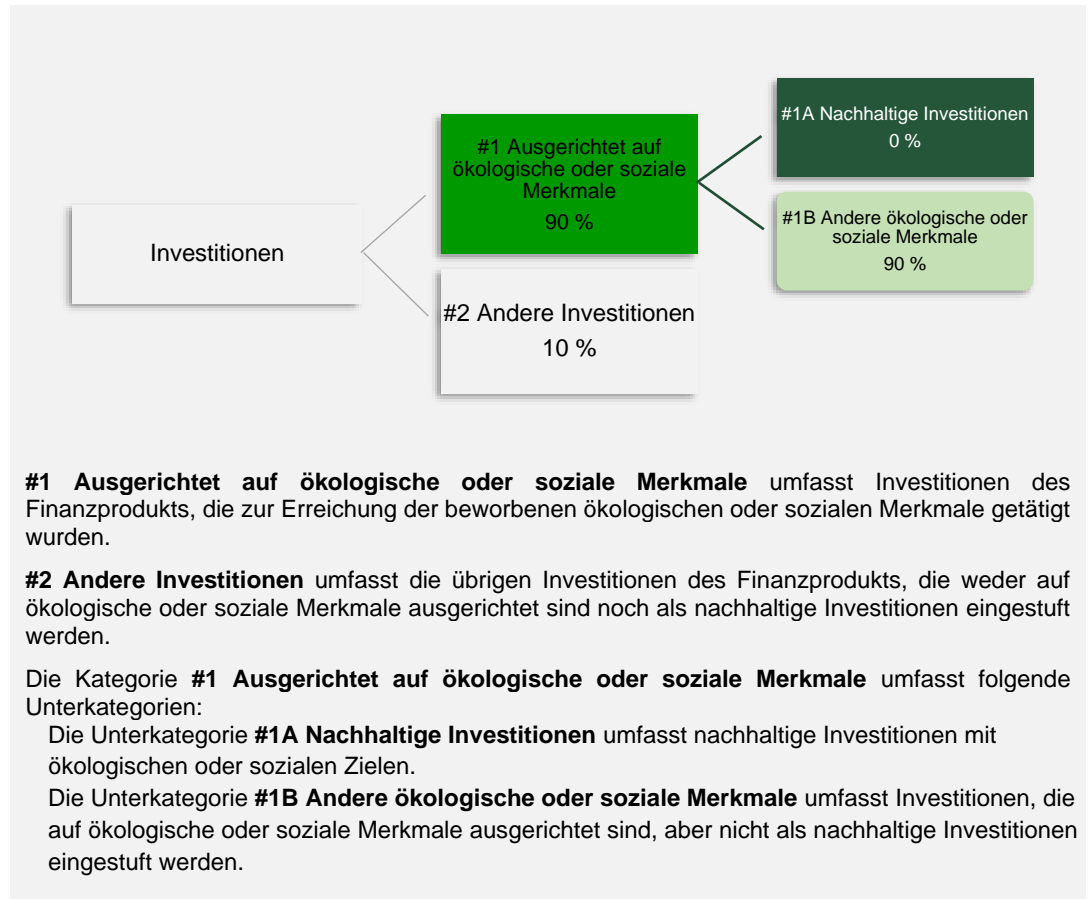 #1A Nachhaltige Investitionen
0 %
#1 Ausgerichtet auf
ökologische oder soziale
Merkmale
90 %
#1B Andere ökologische oder
soziale Merkmale
90 %
Investitionen
#2 Andere Investitionen
10 %
#1 Ausgerichtet auf ökologische oder soziale Merkmale umfasst Investitionen des
Finanzprodukts, die zur Erreichung der beworbenen ökologischen oder sozialen Merkmale getätigt
wurden.
#2 Andere Investitionen umfasst die übrigen Investitionen des Finanzprodukts, die weder auf
ökologische oder soziale Merkmale ausgerichtet sind noch als nachhaltige Investitionen eingestuft
werden.
Die Kategorie #1 Ausgerichtet auf ökologische oder soziale Merkmale umfasst folgende
Unterkategorien:
Die Unterkategorie #1A Nachhaltige Investitionen umfasst nachhaltige Investitionen mit
ökologischen oder sozialen Zielen.
Die Unterkategorie #1B Andere ökologische oder soziale Merkmale umfasst Investitionen, die
auf ökologische oder soziale Merkmale ausgerichtet sind, aber nicht als nachhaltige Investitionen
eingestuft werden.